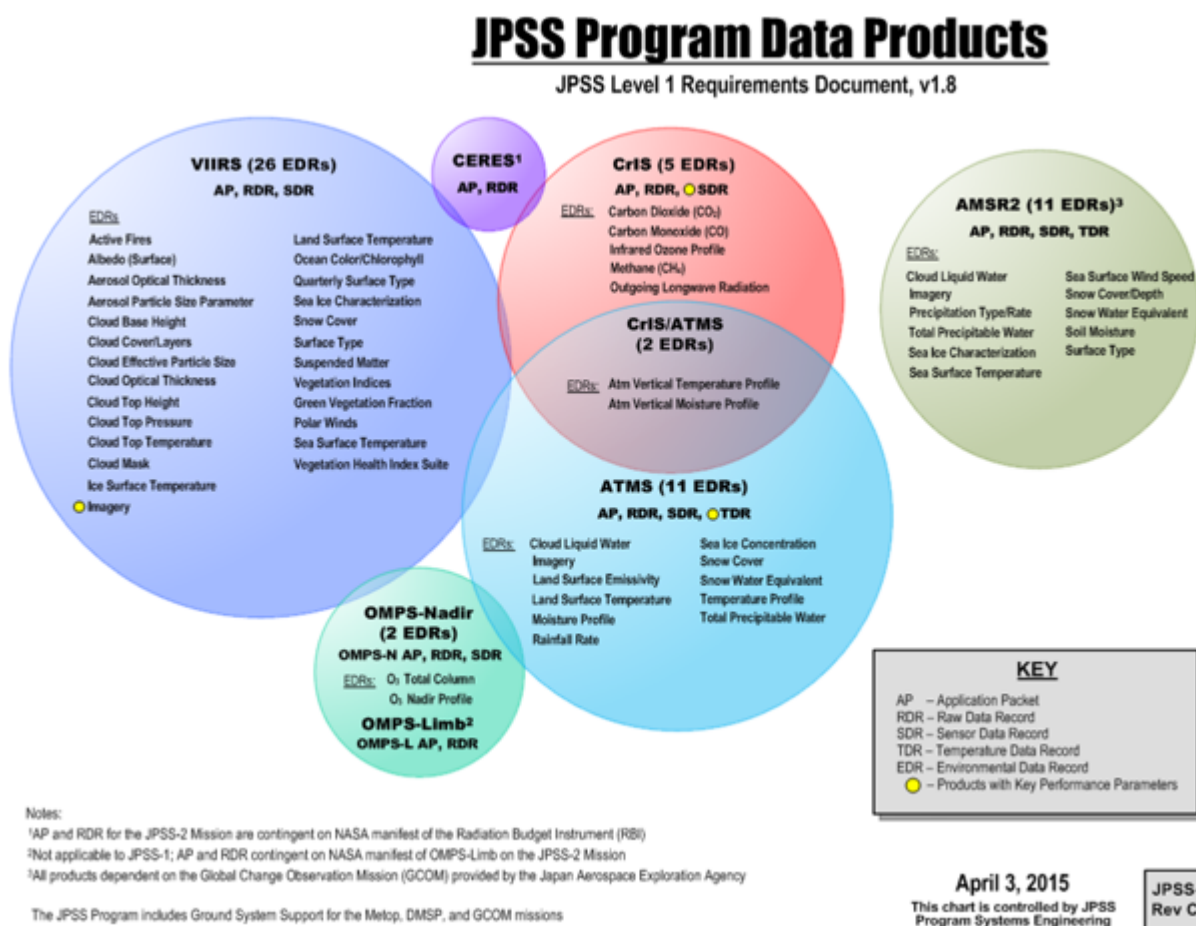 JPSS Program Data Products
JPSS Level 1 Requirements Document, v1.8
VIIRS (26 EDRs)
AP, RDR, SDR
EDRs
Active Fires
Albedo (Surface)
Aerosol Optical Thickness
Aerosol Particle Size Parameter
Cloud Base Height
Cloud Cover/Layers
Cloud Effective Particle Size
Cloud Optical Thickness
Cloud Top Height
Cloud Top Pressure
Cloud Top Temperature
Cloud Mask
Ice Surface Temperature
Imagery
Land Surface Temperature
Ocean Color/Chlorophyll
Quarterly Surface Type
Sea Ice Characterization
Snow Cover
Surface Type
Suspended Matter
Vegetation Indices
Green Vegetation Fraction
Polar Winds
Sea Surface Temperature
Vegetation Health Index Suite
CERES¹
AP, RDR
CrIS (5 EDRs)
AP, RDR, SDR
EDRs:
Carbon Dioxide (CO₂)
Carbon Monoxide (CO)
Infrared Ozone Profile
Methane (CH₄)
Outgoing Longwave Radiation
CrIS/ATMS
(2 EDRs)
EDRs:
Atm Vertical Temperature Profile
Atm Vertical Moisture Profile
ATMS (11 EDRs)
AP, RDR, SDR, TDR
EDRs:
Cloud Liquid Water
Imagery
Land Surface Emissivity
Land Surface Temperature
Moisture Profile
Rainfall Rate
Sea Ice Concentration
Snow Cover
Snow Water Equivalent
Temperature Profile
Total Precipitable Water
AMSR2 (11 EDRs)³
AP, RDR, SDR, TDR
EDRs:
Cloud Liquid Water
Imagery
Precipitation Type/Rate
Total Precipitable Water
Sea Ice Characterization
Sea Surface Temperature
Sea Surface Wind Speed
Snow Cover/Depth
Snow Water Equivalent
Soil Moisture
Surface Type
OMPS-Nadir
(2 EDRs)
OMPS-N AP, RDR, SDR
EDRs:
O₃ Total Column
O₃ Nadir Profile
OMPS-Limb²
OMPS-L AP, RDR
KEY
AP – Application Packet
RDR – Raw Data Record
SDR – Sensor Data Record
TDR – Temperature Data Record
EDR – Environmental Data Record
– Products with Key Performance Parameters
Notes:
¹AP and RDR for the JPSS-2 Mission are contingent on NASA manifest of the Radiation Budget Instrument (RBI)
²Not applicable to JPSS-1; AP and RDR contingent on NASA manifest of OMPS-Limb on the JPSS-2 Mission
³All products dependent on the Global Change Observation Mission (GCOM) provided by the Japan Aerospace Exploration Agency
The JPSS Program includes Ground System Support for the Metop, DMSP, and GCOM missions
April 3, 2015
This chart is controlled by JPSS
Program Systems Engineering
JPSS-
Rev C